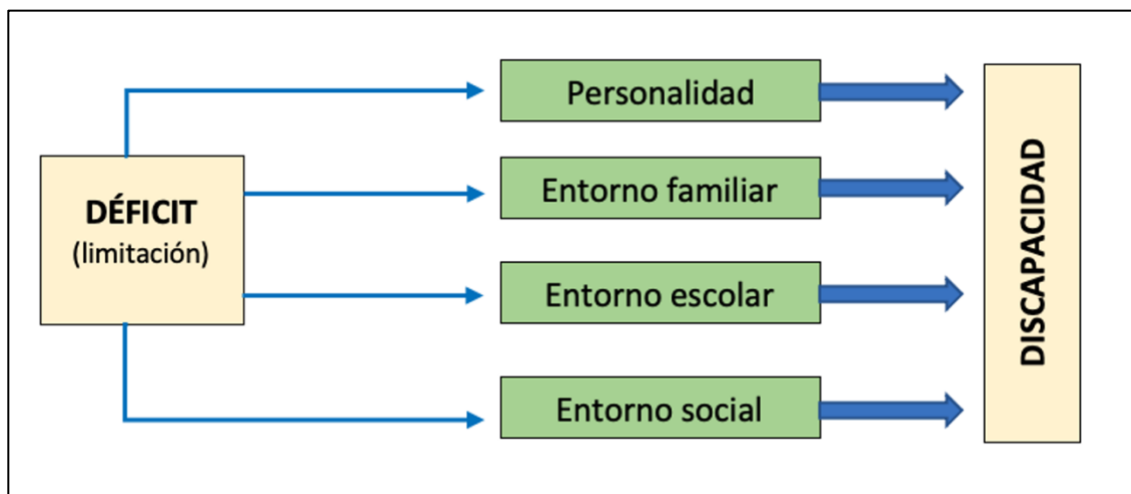 DÉFICIT
(limitación)
Personalidad
Entorno familiar
Entorno escolar
Entorno social
DISCAPACIDAD